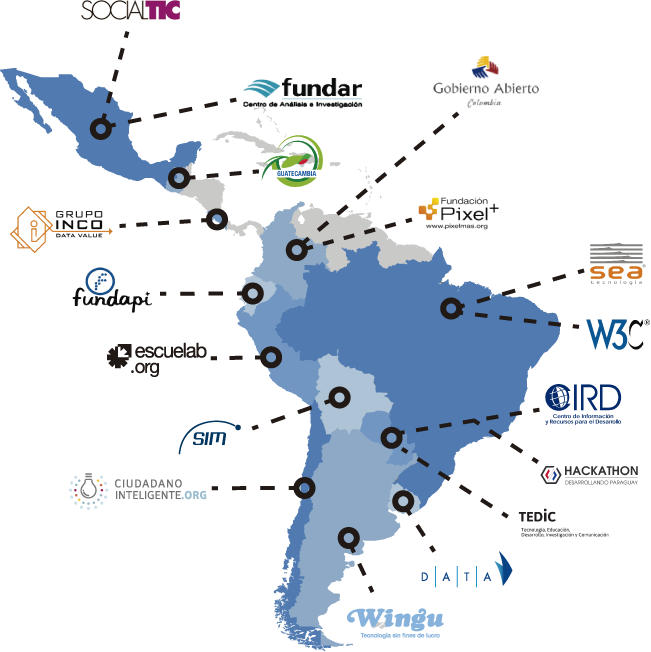 SOCIALTIC
fundar
Centro de Análisis e Investigación
Gobierno Abierto
Colombia
GUATECAMBIA
GRUPO
INCO
DATA VALUE
Fundación
Pixel+
www.pixelmas.org
sea
tecnología
fundapi
W3C®
escuelab
.org
CIRD
Centro de Información
y Recursos para el Desarrollo
SIM
HACKATHON
DESARROLLANDO PARAGUAY
CIUDADANO
INTELIGENTE.ORG
TEDIC
Tecnología, Educación,
Desarrollo, Investigación y Comunicación
D|A|T|A
Wingu
Tecnología sin fines de lucro